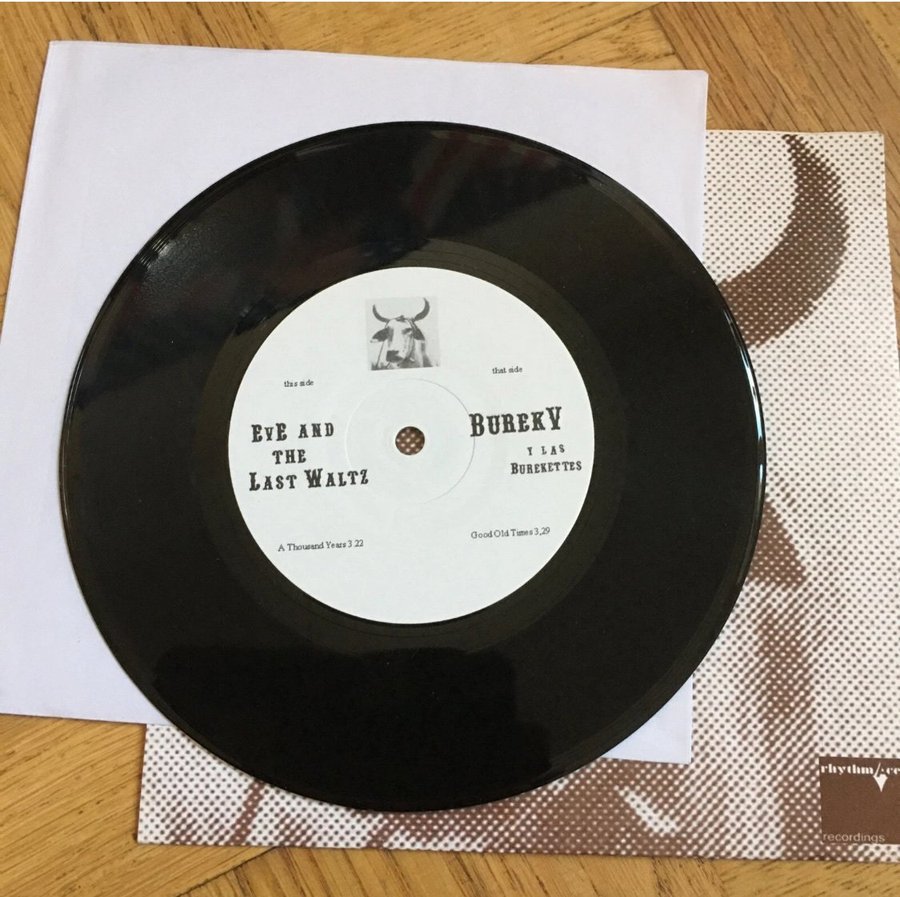 this side
EvE AND
THE
LAST WALTZ
A Thousand Years 3.22
that side
BUREKV
Y LAS
BUREKETTES
Good Old Times 3,29
recordings